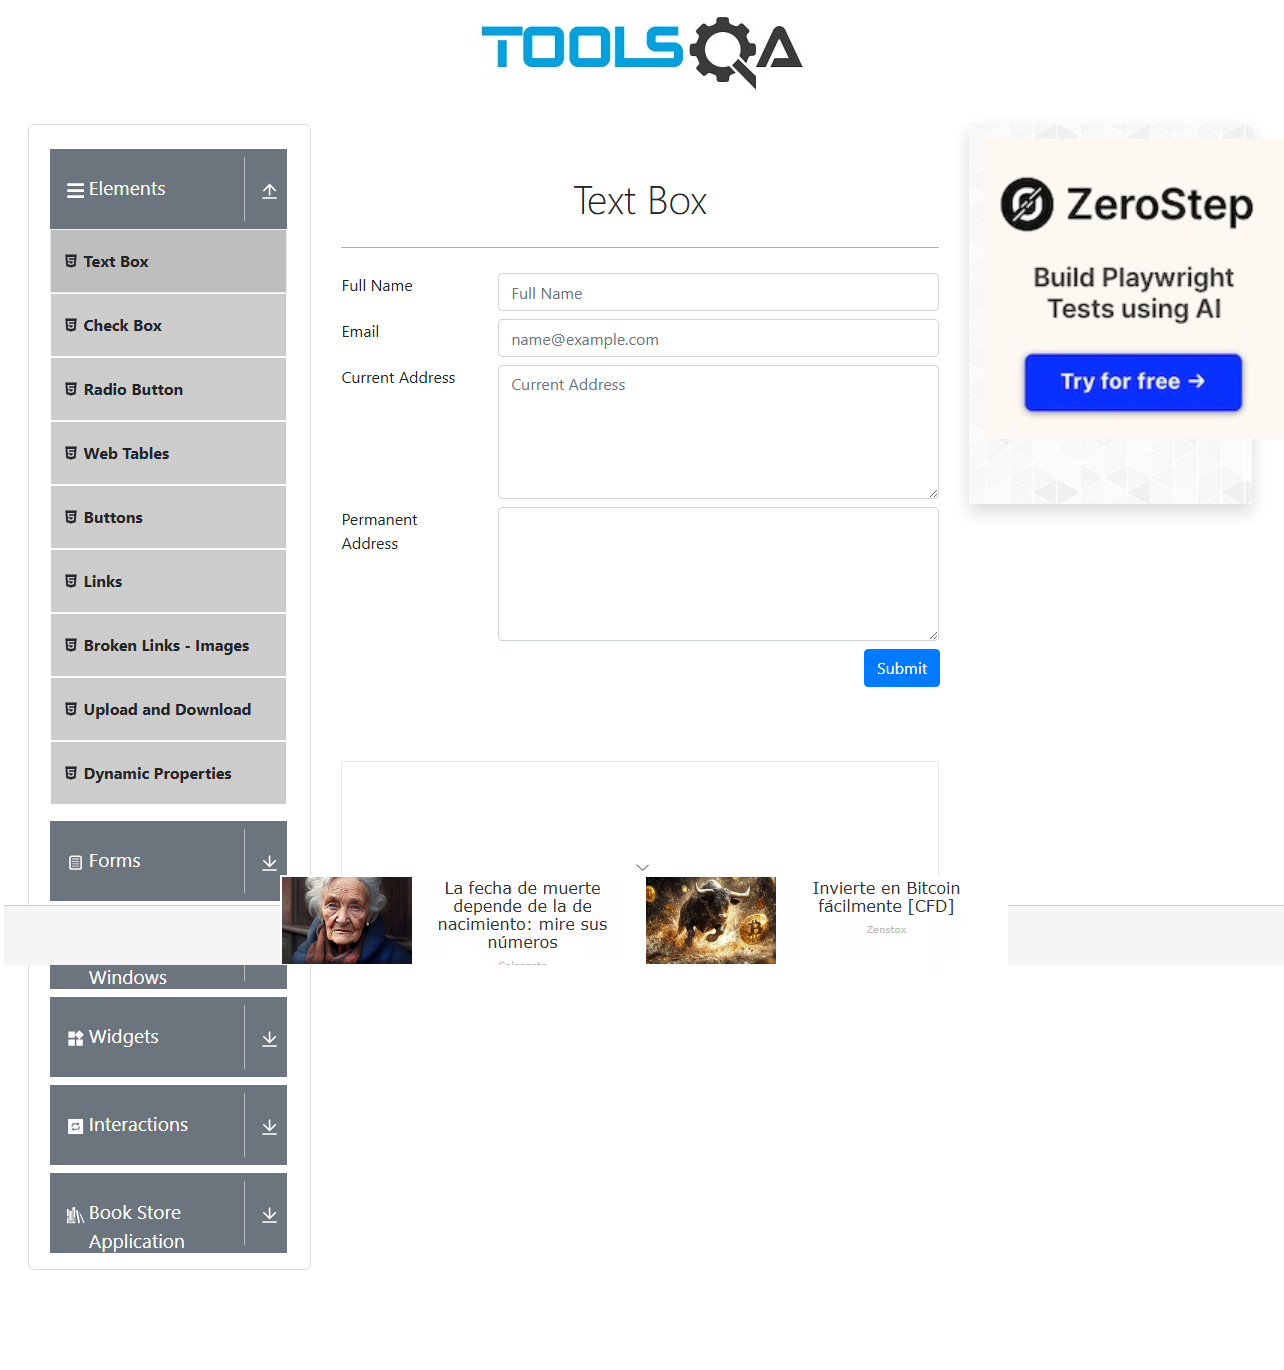 TOOLSQA
Elements
Text Box
Check Box
Radio Button
Web Tables
Buttons
Links
Broken Links - Images
Upload and Download
Dynamic Properties
Forms
Windows
Widgets
Interactions
Book Store
Application
Text Box
Full Name
Full Name
Email
name@example.com
Current Address
Current Address
Permanent
Address
Submit
ZeroStep
Build Playwright
Tests using AI
Try for free →
La fecha de muerte
depende de la de
nacimiento: mire sus
números
Invierte en Bitcoin
fácilmente [CFD]
Zenstox